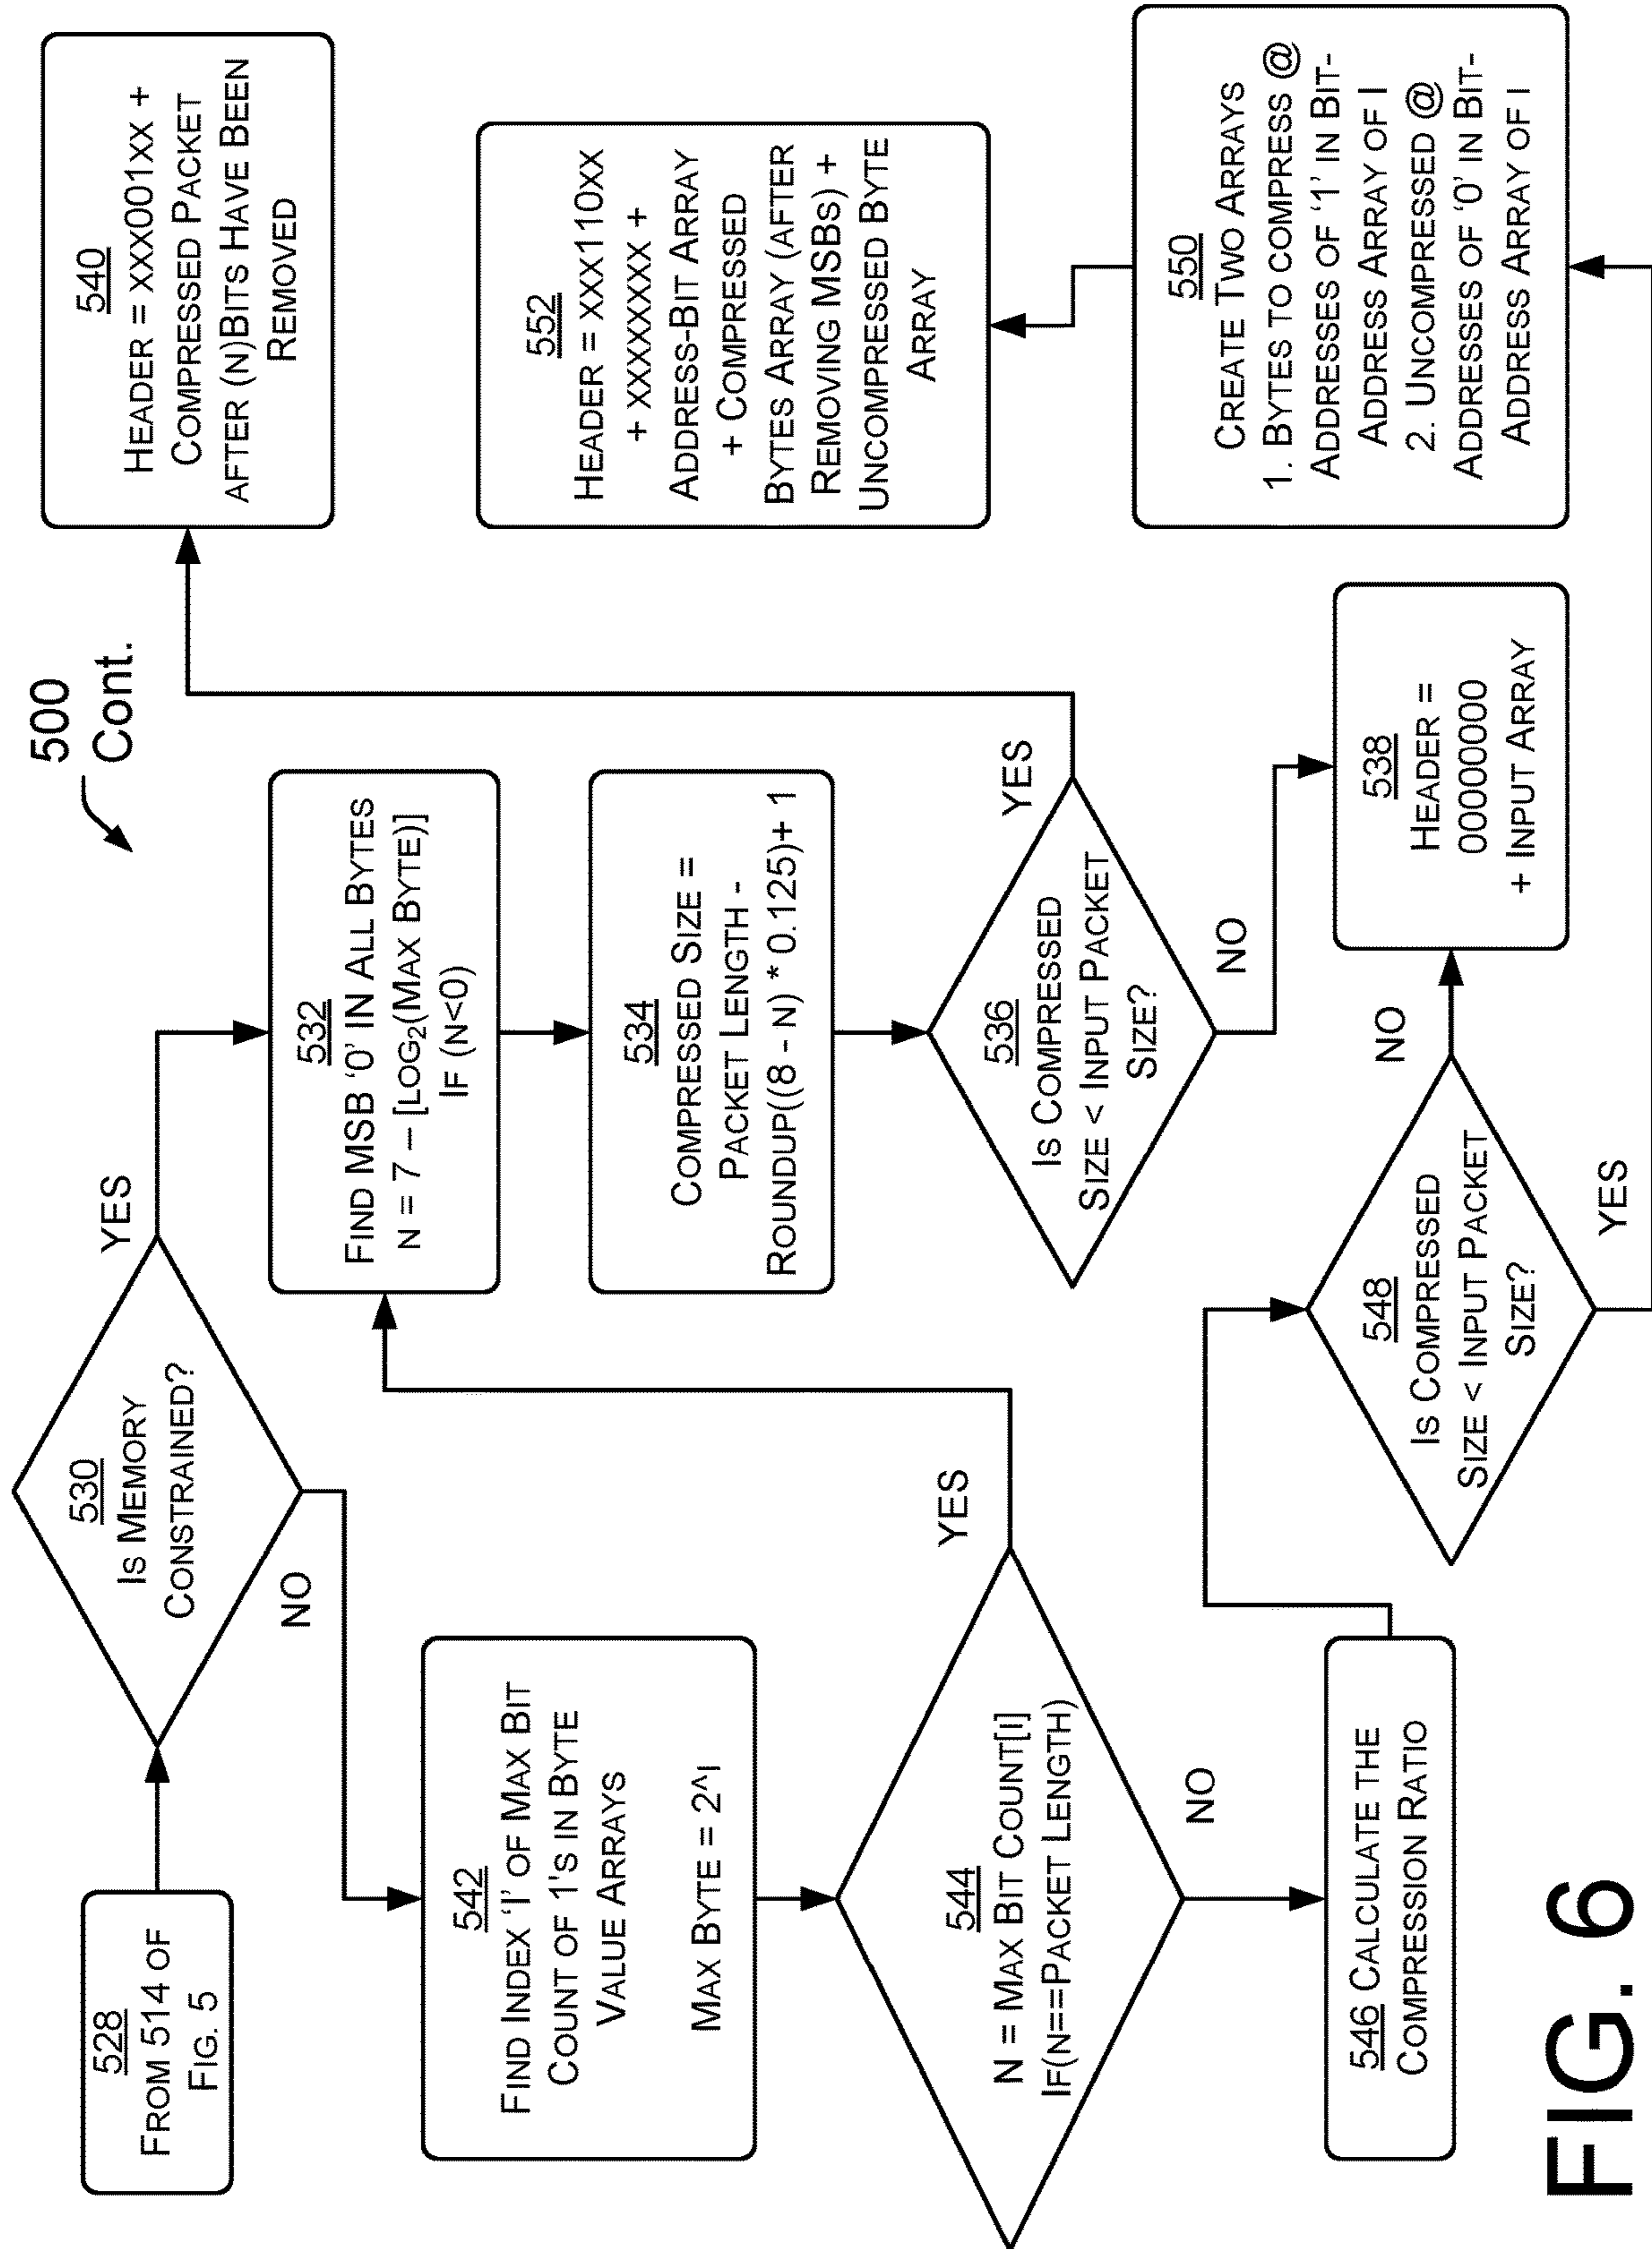 500
Cont.
528
FROM 514 OF
FIG. 5
530
IS MEMORY
CONSTRAINED?
YES
NO
532
FIND MSB ‘0’ IN ALL BYTES
N = 7 – [LOG₂(MAX BYTE)]
IF (N<0)
534
COMPRESSED SIZE =
PACKET LENGTH -
ROUNDUP((8 - N) * 0.125)+ 1
536
IS COMPRESSED
SIZE < INPUT PACKET
SIZE?
YES
NO
540
HEADER = XXX001XX +
COMPRESSED PACKET
AFTER (N)BITS HAVE BEEN
REMOVED
538
HEADER =
00000000
+ INPUT ARRAY
542
FIND INDEX ‘I’ OF MAX BIT
COUNT OF 1'S IN BYTE
VALUE ARRAYS
MAX BYTE = 2^I
544
N = MAX BIT COUNT[I]
IF(N==PACKET LENGTH)
YES
NO
546 CALCULATE THE
COMPRESSION RATIO
548
IS COMPRESSED
SIZE < INPUT PACKET
SIZE?
NO
YES
550
CREATE TWO ARRAYS
1. BYTES TO COMPRESS @
ADDRESSES OF ‘1’ IN BIT-
ADDRESS ARRAY OF I
2. UNCOMPRESSED @
ADDRESSES OF ‘0’ IN BIT-
ADDRESS ARRAY OF I
552
HEADER = XXX110XX
+ XXXXXXXX +
ADDRESS-BIT ARRAY
+ COMPRESSED
BYTES ARRAY (AFTER
REMOVING MSBS) +
UNCOMPRESSED BYTE
ARRAY
FIG. 6